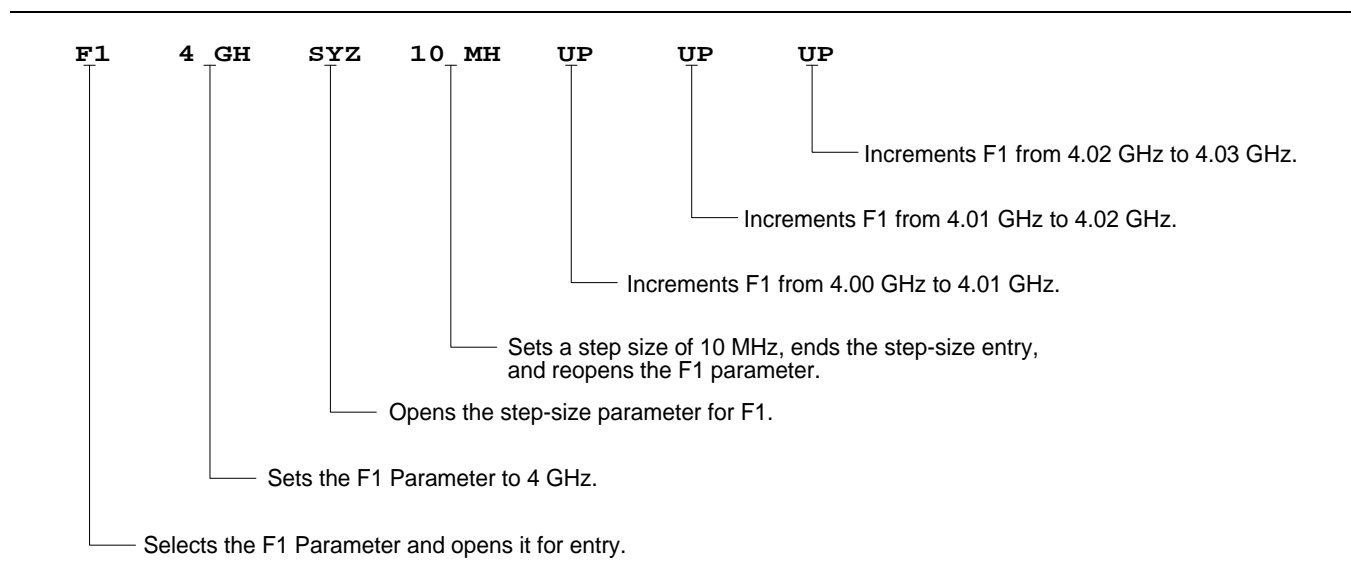 F1 4 GH SYZ 10 MH UP UP UP
Increments F1 from 4.02 GHz to 4.03 GHz.
Increments F1 from 4.01 GHz to 4.02 GHz.
Increments F1 from 4.00 GHz to 4.01 GHz.
Sets a step size of 10 MHz, ends the step-size entry,
and reopens the F1 parameter.
Opens the step-size parameter for F1.
Sets the F1 Parameter to 4 GHz.
Selects the F1 Parameter and opens it for entry.